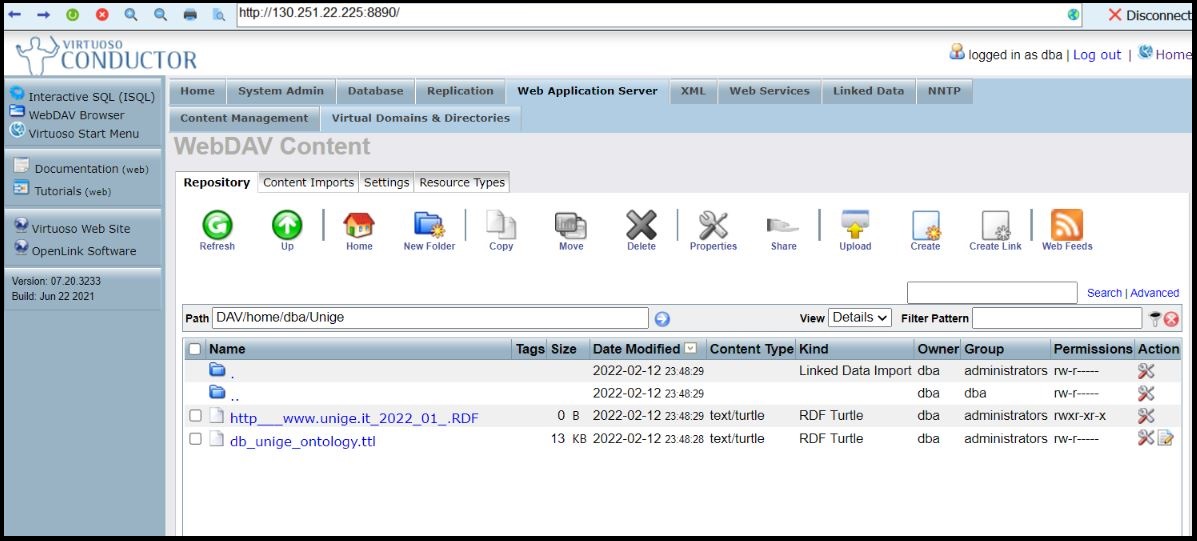 http://130.251.22.225:8890/
Disconnect
VIRTUOSO
CONDUCTOR
logged in as dba | Log out | Home
Interactive SQL (ISQL)
WebDAV Browser
Virtuoso Start Menu
Documentation (web)
Tutorials (web)
Virtuoso Web Site
OpenLink Software
Version: 07.20.3233
Build: Jun 22 2021
Home System Admin Database Replication Web Application Server XML Web Services Linked Data NNTP
Content Management Virtual Domains & Directories
WebDAV Content
Repository Content Imports Settings Resource Types
Refresh Up Home New Folder Copy Move Delete Properties Share Upload Create Create Link Web Feeds
Search | Advanced
Path DAV/home/dba/Unige View Details Filter Pattern
Name Tags Size Date Modified Content Type Kind Owner Group Permissions Action
. 2022-02-12 23:48:29 Linked Data Import dba administrators rw-r-----
.. 2022-02-12 23:48:29 dba dba rw-r-----
http___www.unige.it_2022_01_.RDF 0 B 2022-02-12 23:48:29 text/turtle RDF Turtle dba administrators rwxr-xr-x
db_unige_ontology.ttl 13 KB 2022-02-12 23:48:28 text/turtle RDF Turtle dba administrators rw-r-----